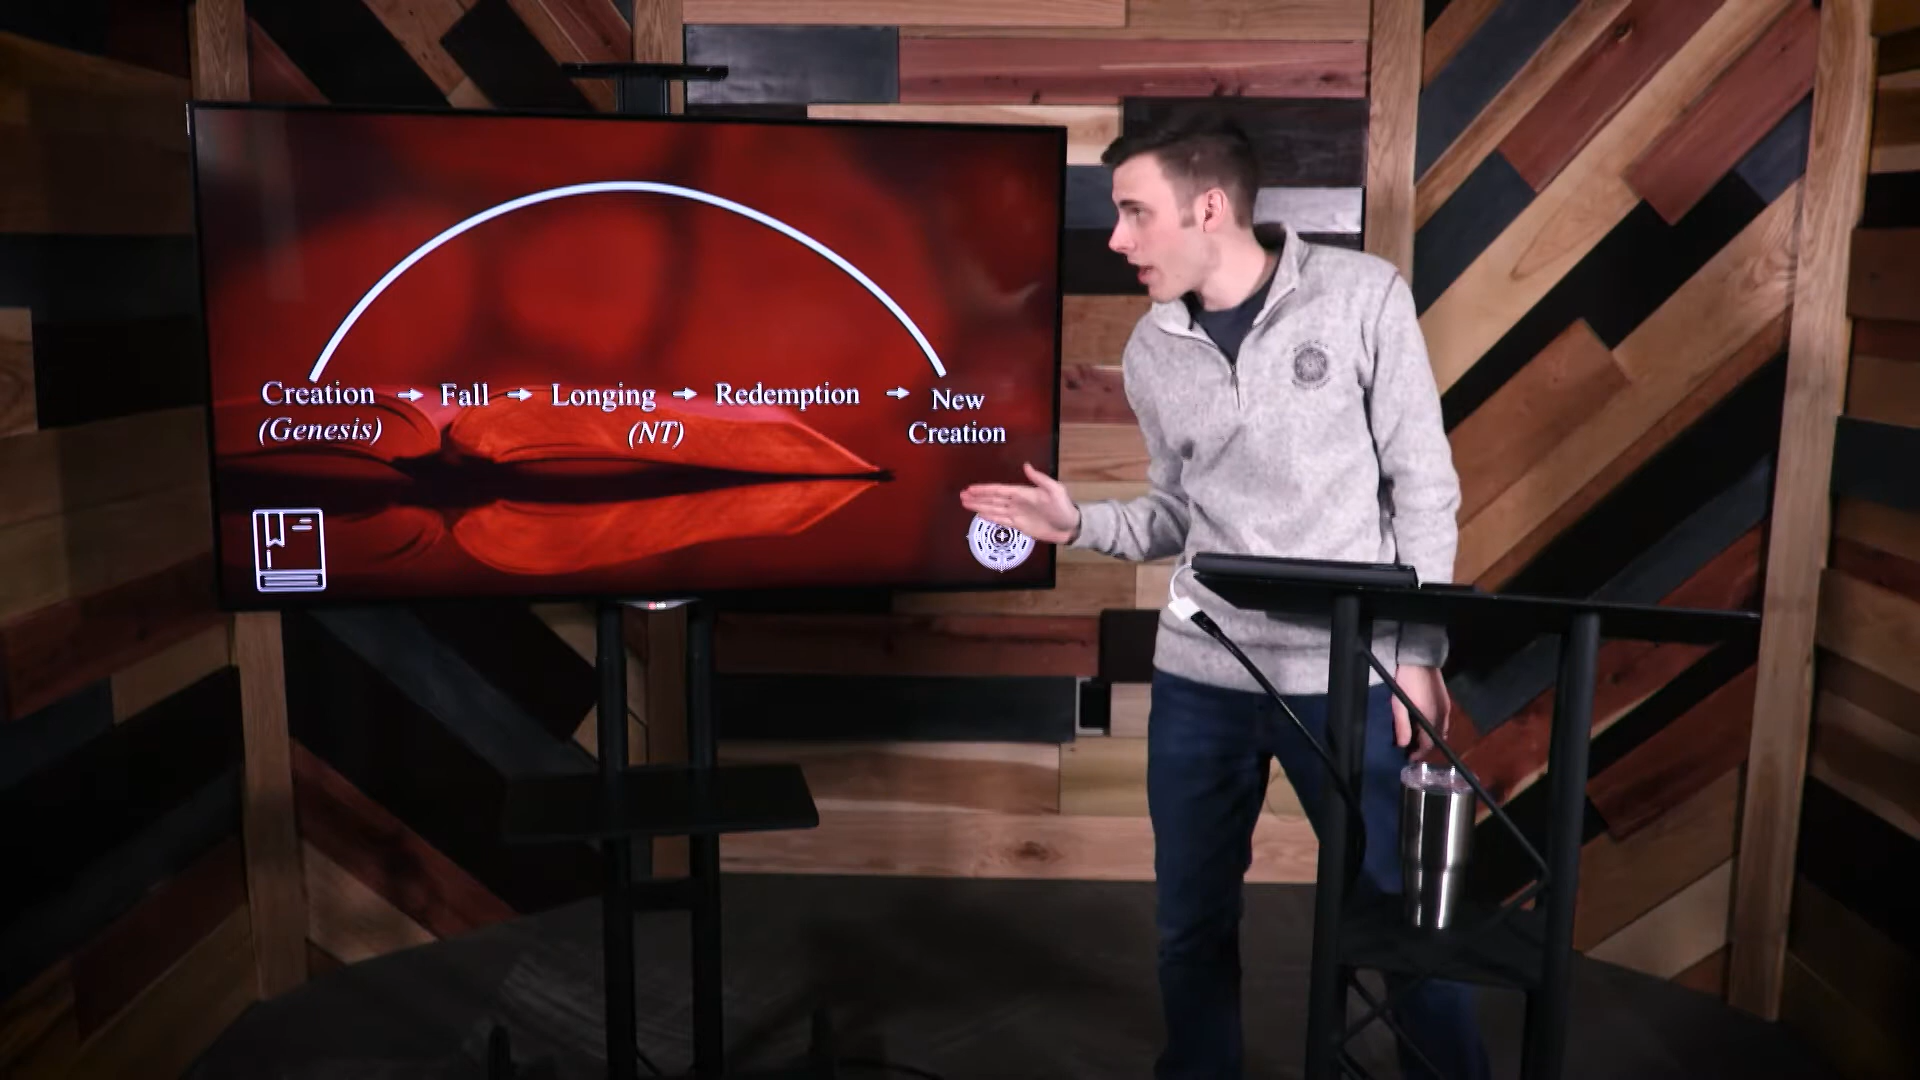 Creation → Fall → Longing → Redemption → New Creation
(Genesis) (NT)